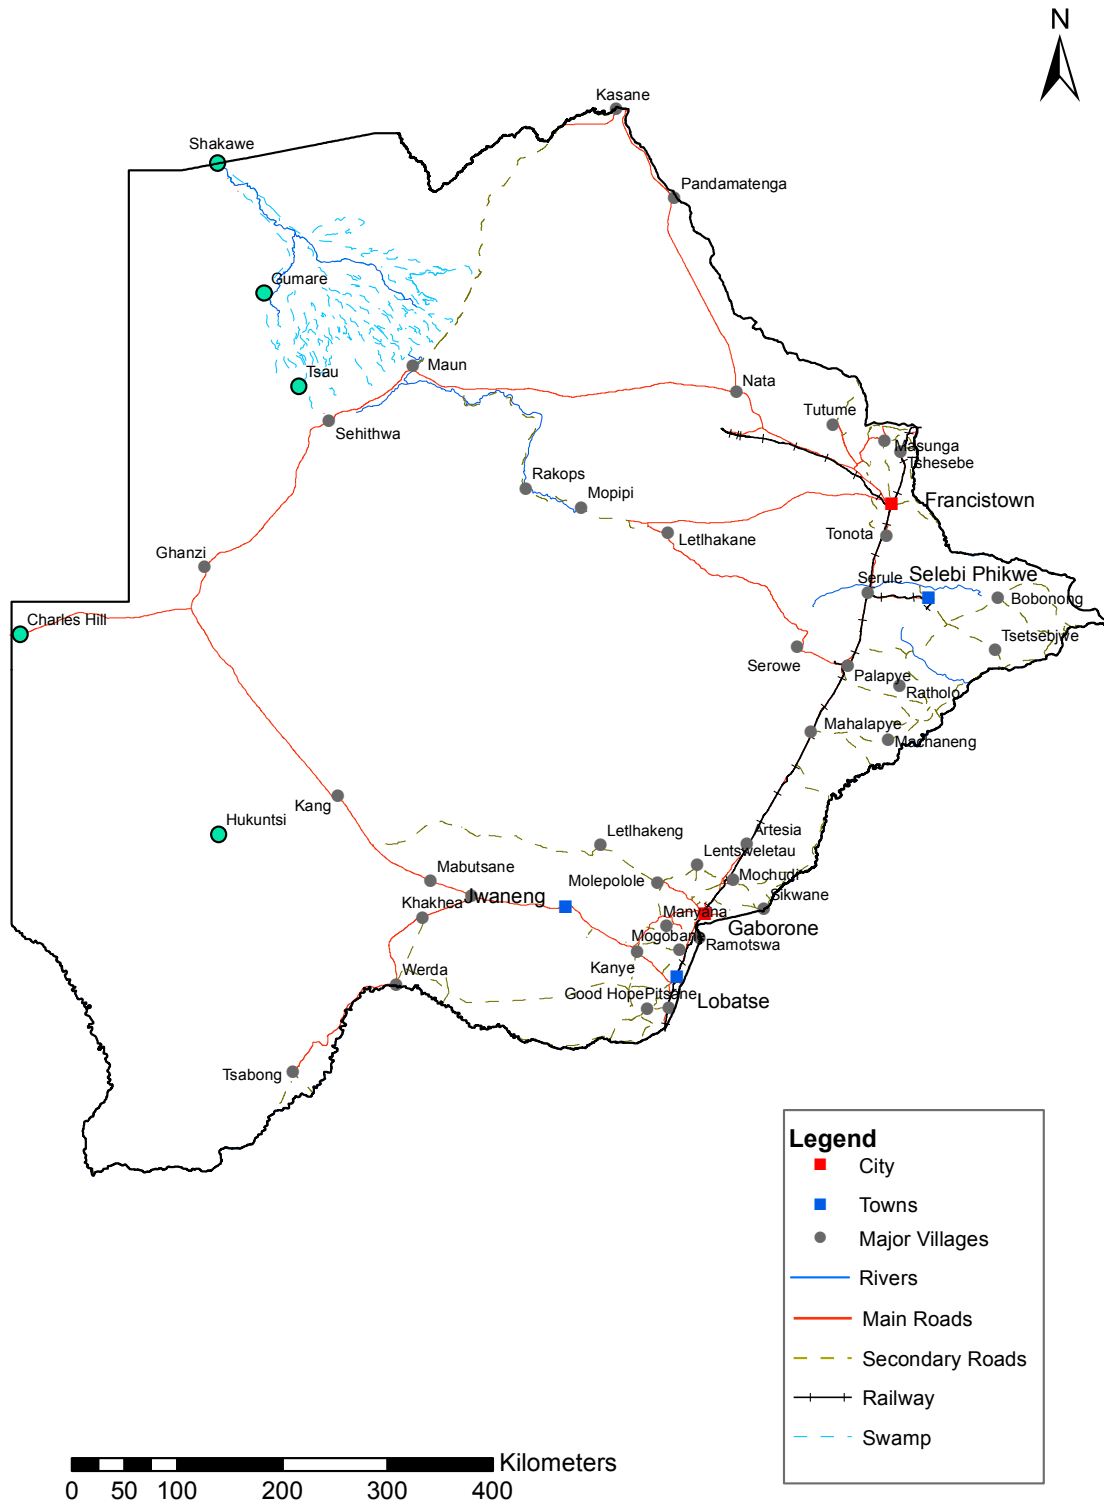 N
Kasane
Shakawe
Pandamatenga
Gumare
Maun
Tsau
Nata
Tutume
Sehithwa
Masunga
Tshesebe
Rakops
Mopipi
Francistown
Letlhakane
Tonota
Ghanzi
Serule
Selebi Phikwe
Bobonong
Charles Hill
Tsetsebjwe
Serowe
Palapye
Ratholo
Mahalapye
Machaneng
Kang
Hukuntsi
Letlhakeng
Artesia
Lentsweletau
Mabutsane
Molepolole
Mochudi
Jwaneng
Sikwane
Khakhea
Manyana
Gaborone
Mogobane
Ramotswa
Kanye
Werda
Good Hope
Pitsane
Lobatse
Tsabong
Legend
City
Towns
Major Villages
Rivers
Main Roads
Secondary Roads
Railway
Swamp
Kilometers
0 50 100 200 300 400